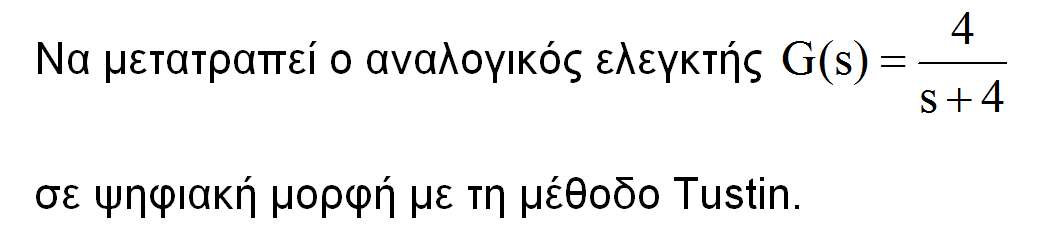 Να μετατραπεί ο αναλογικός ελεγκτής G(s) = 4 / (s + 4)
σε ψηφιακή μορφή με τη μέθοδο Tustin.